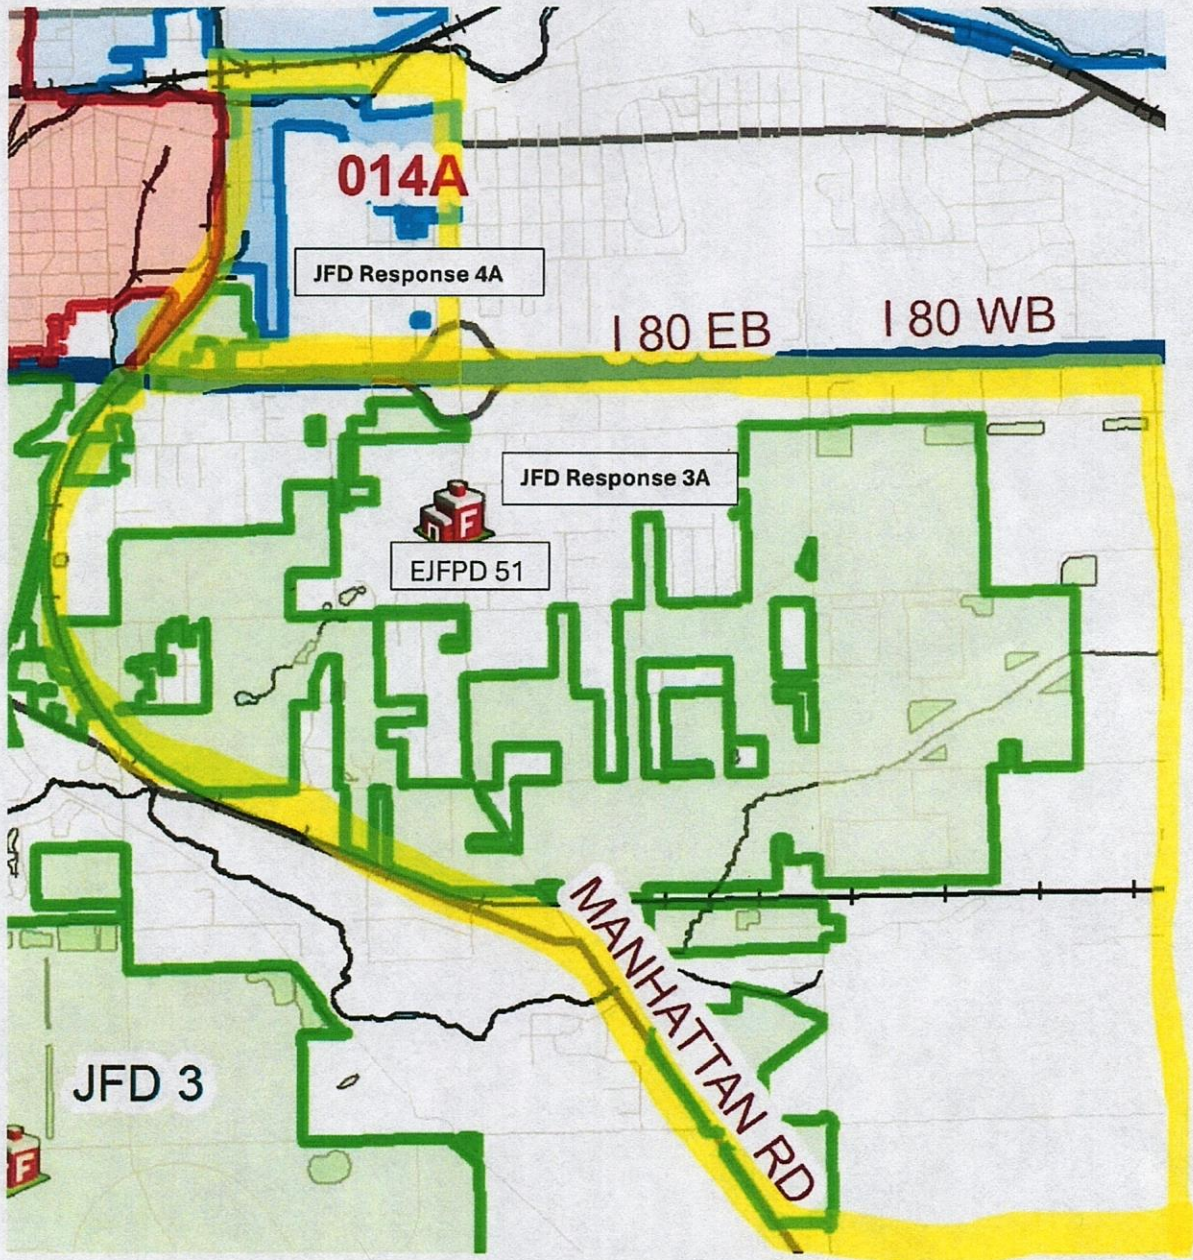 014A
JFD Response 4A
I 80 EB
I 80 WB
JFD Response 3A
F
EJFPD 51
MANHATTAN RD
JFD 3
F